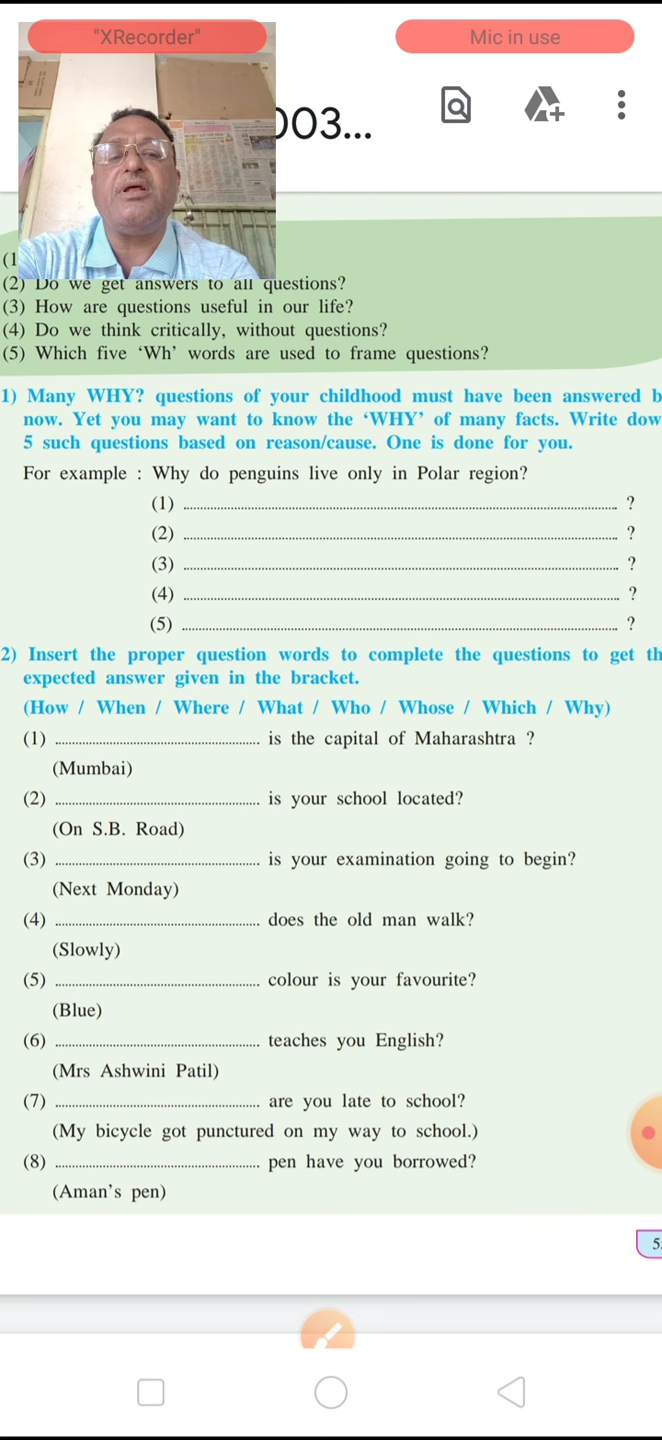 "XRecorder"
Mic in use
003...
(1
(2) Do we get answers to all questions?
(3) How are questions useful in our life?
(4) Do we think critically, without questions?
(5) Which five ‘Wh’ words are used to frame questions?
1) Many WHY? questions of your childhood must have been answered b
now. Yet you may want to know the ‘WHY’ of many facts. Write dow
5 such questions based on reason/cause. One is done for you.
For example : Why do penguins live only in Polar region?
(1) ........................................ ?
(2) ........................................ ?
(3) ........................................ ?
(4) ........................................ ?
(5) ........................................ ?
2) Insert the proper question words to complete the questions to get th
expected answer given in the bracket.
(How / When / Where / What / Who / Whose / Which / Why)
(1) .................... is the capital of Maharashtra ?
(Mumbai)
(2) .................... is your school located?
(On S.B. Road)
(3) .................... is your examination going to begin?
(Next Monday)
(4) .................... does the old man walk?
(Slowly)
(5) .................... colour is your favourite?
(Blue)
(6) .................... teaches you English?
(Mrs Ashwini Patil)
(7) .................... are you late to school?
(My bicycle got punctured on my way to school.)
(8) .................... pen have you borrowed?
(Aman’s pen)
5